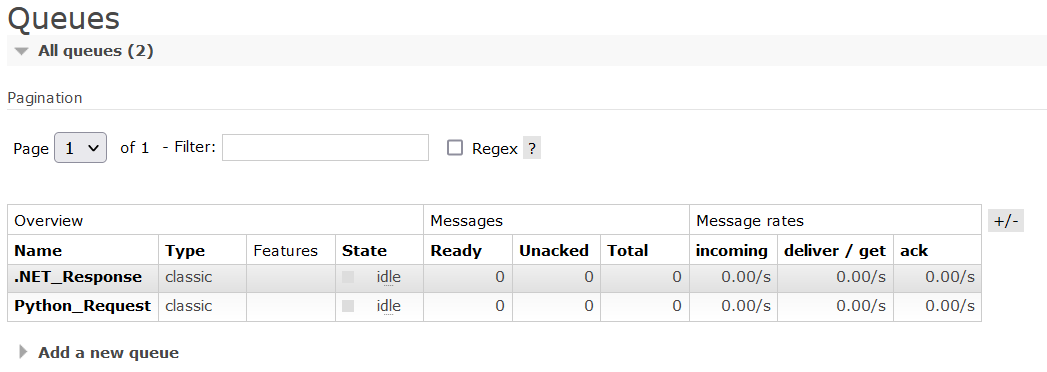 Queues
All queues (2)
Pagination
Page 1 of 1 - Filter: Regex ?
Overview Messages Message rates +/-
Name Type Features State Ready Unacked Total incoming deliver / get ack
.NET_Response classic idle 0 0 0 0.00/s 0.00/s 0.00/s
Python_Request classic idle 0 0 0 0.00/s 0.00/s 0.00/s
Add a new queue